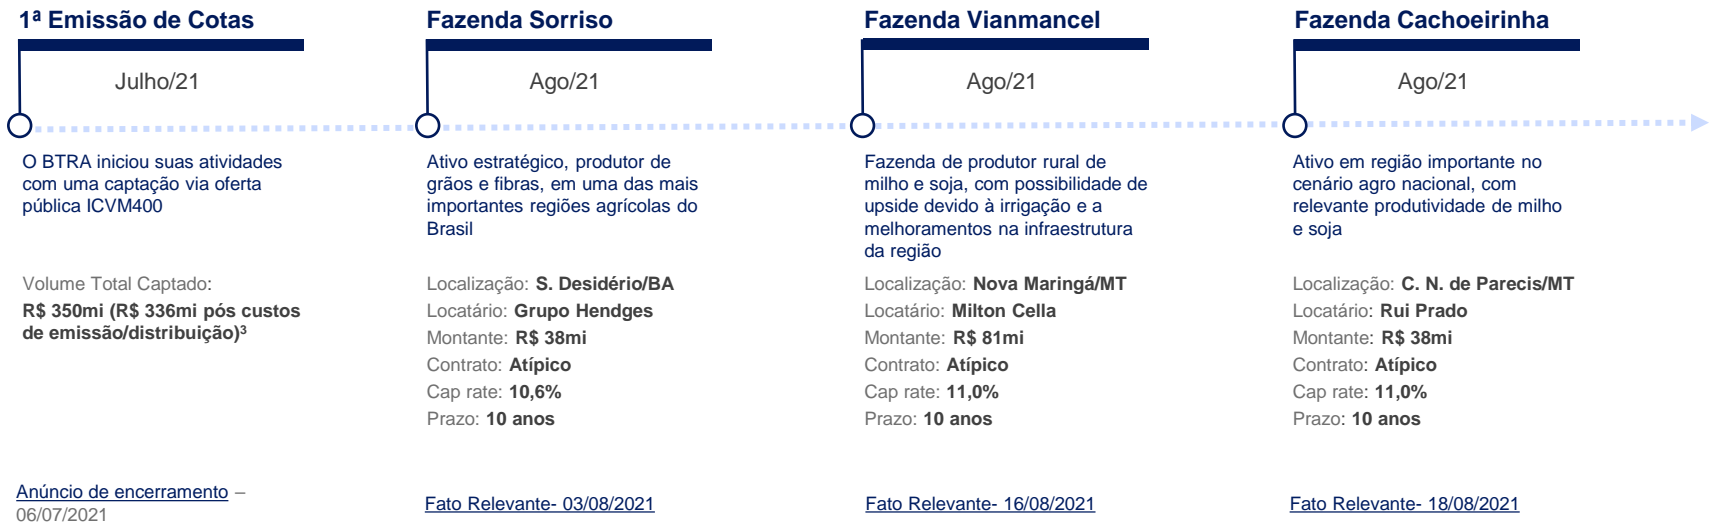 1ª Emissão de Cotas
Julho/21
O BTRA iniciou suas atividades
com uma captação via oferta
pública ICVM400
Volume Total Captado:
R$ 350mi (R$ 336mi pós custos
de emissão/distribuição)³
Anúncio de encerramento –
06/07/2021
Fazenda Sorriso
Ago/21
Ativo estratégico, produtor de
grãos e fibras, em uma das mais
importantes regiões agrícolas do
Brasil
Localização: S. Desidério/BA
Locatário: Grupo Hendges
Montante: R$ 38mi
Contrato: Atípico
Cap rate: 10,6%
Prazo: 10 anos
Fato Relevante- 03/08/2021
Fazenda Vianmancel
Ago/21
Fazenda de produtor rural de
milho e soja, com possibilidade de
upside devido à irrigação e a
melhoramentos na infraestrutura
da região
Localização: Nova Maringá/MT
Locatário: Milton Cella
Montante: R$ 81mi
Contrato: Atípico
Cap rate: 11,0%
Prazo: 10 anos
Fato Relevante- 16/08/2021
Fazenda Cachoeirinha
Ago/21
Ativo em região importante no
cenário agro nacional, com
relevante produtividade de milho
e soja
Localização: C. N. de Parecis/MT
Locatário: Rui Prado
Montante: R$ 38mi
Contrato: Atípico
Cap rate: 11,0%
Prazo: 10 anos
Fato Relevante- 18/08/2021